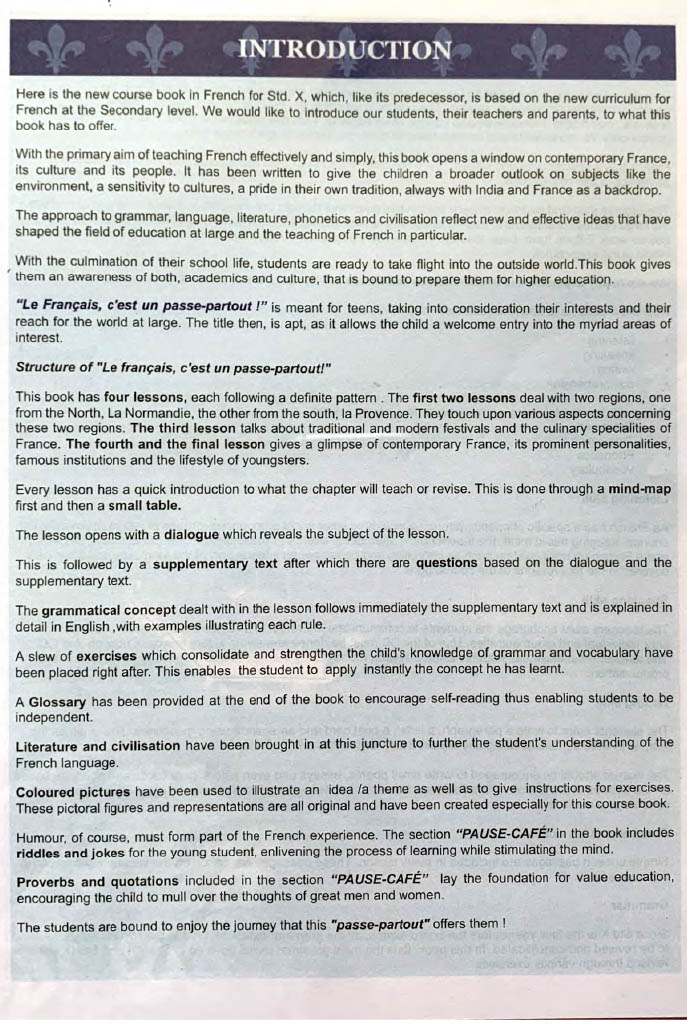 INTRODUCTION
Here is the new course book in French for Std. X, which, like its predecessor, is based on the new curriculum for
French at the Secondary level. We would like to introduce our students, their teachers and parents, to what this
book has to offer.
With the primary aim of teaching French effectively and simply, this book opens a window on contemporary France,
its culture and its people. It has been written to give the children a broader outlook on subjects like the
environment, a sensitivity to cultures, a pride in their own tradition, always with India and France as a backdrop.
The approach to grammar, language, literature, phonetics and civilisation reflect new and effective ideas that have
shaped the field of education at large and the teaching of French in particular.
With the culmination of their school life, students are ready to take flight into the outside world.This book gives
them an awareness of both, academics and culture, that is bound to prepare them for higher education.
"Le Français, c'est un passe-partout !" is meant for teens, taking into consideration their interests and their
reach for the world at large. The title then, is apt, as it allows the child a welcome entry into the myriad areas of
interest.
Structure of "Le français, c'est un passe-partout!"
This book has four lessons, each following a definite pattern . The first two lessons deal with two regions, one
from the North, La Normandie, the other from the south, la Provence. They touch upon various aspects concerning
these two regions. The third lesson talks about traditional and modern festivals and the culinary specialities of
France. The fourth and the final lesson gives a glimpse of contemporary France, its prominent personalities,
famous institutions and the lifestyle of youngsters.
Every lesson has a quick introduction to what the chapter will teach or revise. This is done through a mind-map
first and then a small table.
The lesson opens with a dialogue which reveals the subject of the lesson.
This is followed by a supplementary text after which there are questions based on the dialogue and the
supplementary text.
The grammatical concept dealt with in the lesson follows immediately the supplementary text and is explained in
detail in English ,with examples illustrating each rule.
A slew of exercises which consolidate and strengthen the child's knowledge of grammar and vocabulary have
been placed right after. This enables the student to apply instantly the concept he has learnt.
A Glossary has been provided at the end of the book to encourage self-reading thus enabling students to be
independent.
Literature and civilisation have been brought in at this juncture to further the student's understanding of the
French language.
Coloured pictures have been used to illustrate an idea /a theme as well as to give instructions for exercises.
These pictoral figures and representations are all original and have been created especially for this course book.
Humour, of course, must form part of the French experience. The section "PAUSE-CAFÉ" in the book includes
riddles and jokes for the young student, enlivening the process of learning while stimulating the mind.
Proverbs and quotations included in the section "PAUSE-CAFÉ" lay the foundation for value education,
encouraging the child to mull over the thoughts of great men and women.
The students are bound to enjoy the journey that this "passe-partout" offers them !